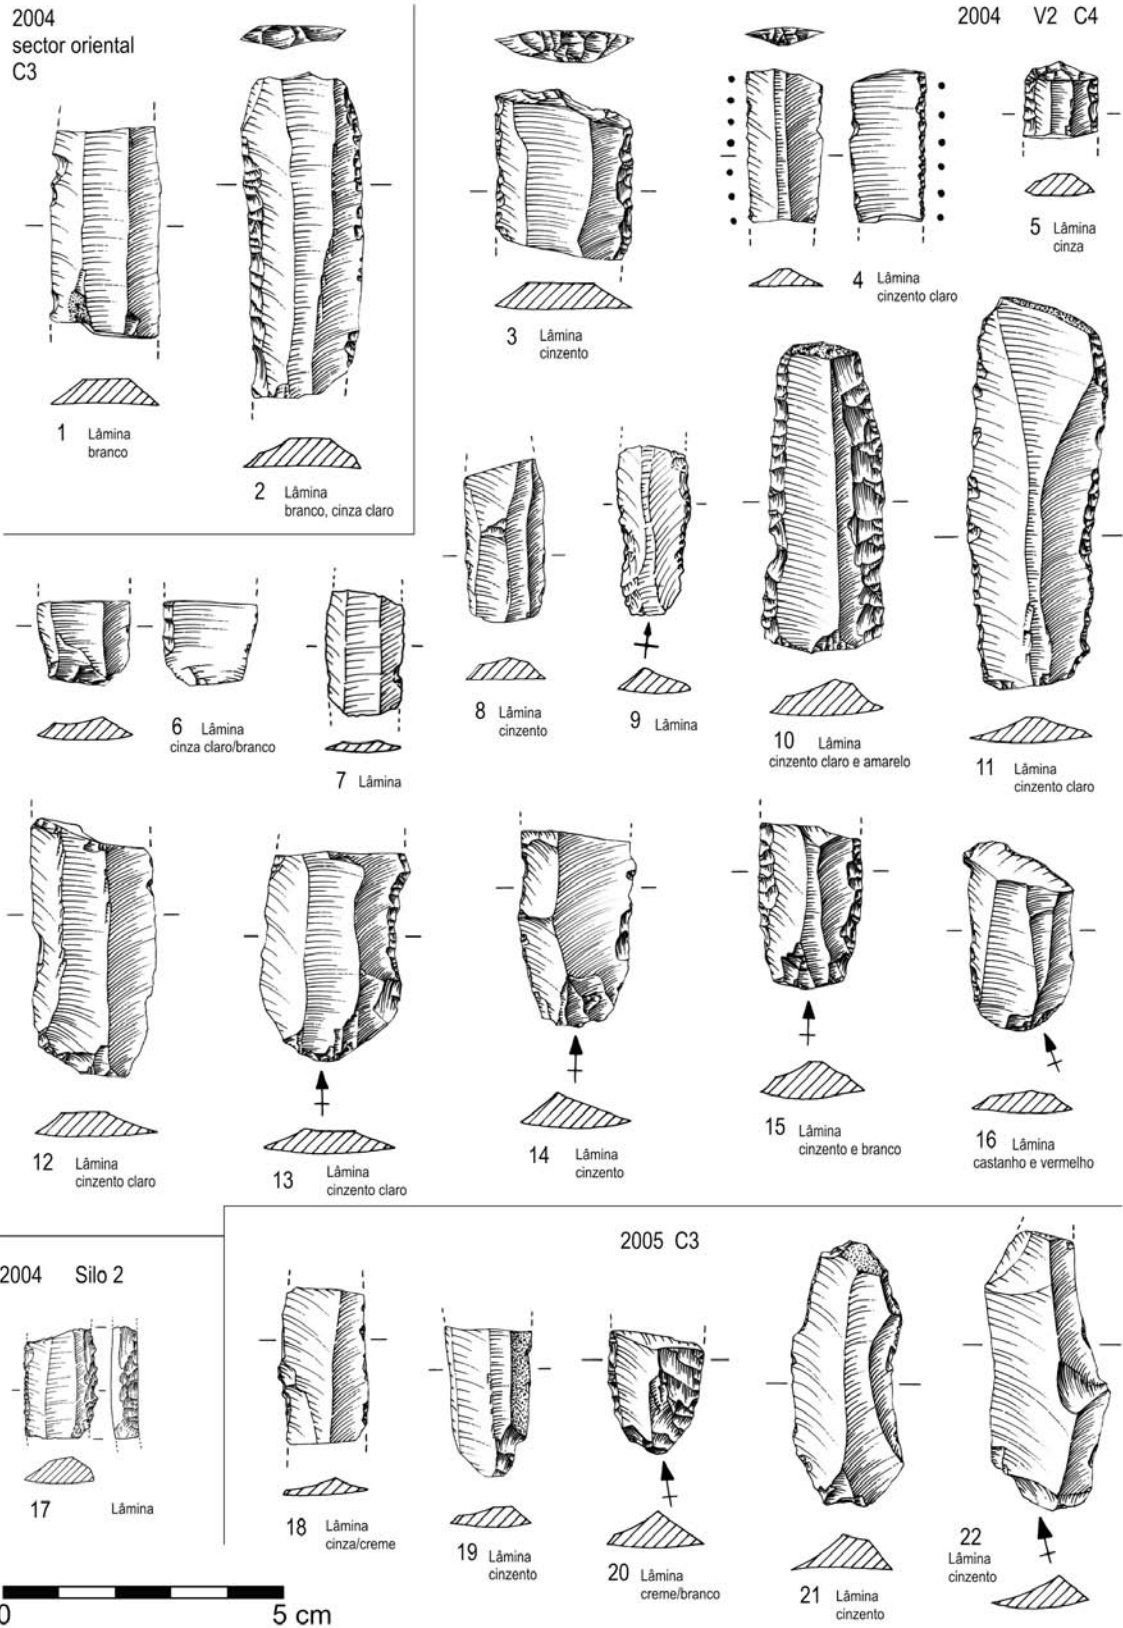 2004
sector oriental
C3
1 Lâmina
branco
2 Lâmina
branco, cinza claro
2004 V2 C4
3 Lâmina
cinzento
4 Lâmina
cinzento claro
5 Lâmina
cinza
6 Lâmina
cinza claro/branco
7 Lâmina
8 Lâmina
cinzento
9 Lâmina
10 Lâmina
cinzento claro e amarelo
11 Lâmina
cinzento claro
12 Lâmina
cinzento claro
13 Lâmina
cinzento claro
14 Lâmina
cinzento
15 Lâmina
cinzento e branco
16 Lâmina
castanho e vermelho
2004 Silo 2
17 Lâmina
2005 C3
18 Lâmina
cinza/creme
19 Lâmina
cinzento
20 Lâmina
creme/branco
21 Lâmina
cinzento
22
Lâmina
cinzento
0 5 cm